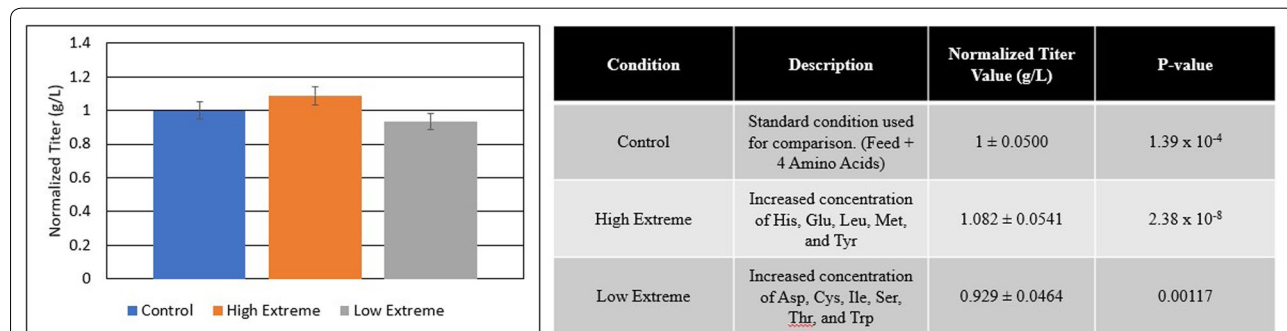 1.4
1.2
1
0.8
0.6
0.4
0.2
0
Normalized Titer (g/L)
Control High Extreme Low Extreme
Condition Description Normalized Titer Value (g/L) P-value
Control
Standard condition used
for comparison. (Feed +
4 Amino Acids)
1 ± 0.0500
1.39 x 10-4
High Extreme
Increased concentration
of His, Glu, Leu, Met,
and Tyr
1.082 ± 0.0541
2.38 x 10-8
Low Extreme
Increased concentration
of Asp, Cys, Ile, Ser,
Thr, and Trp
0.929 ± 0.0464
0.00117